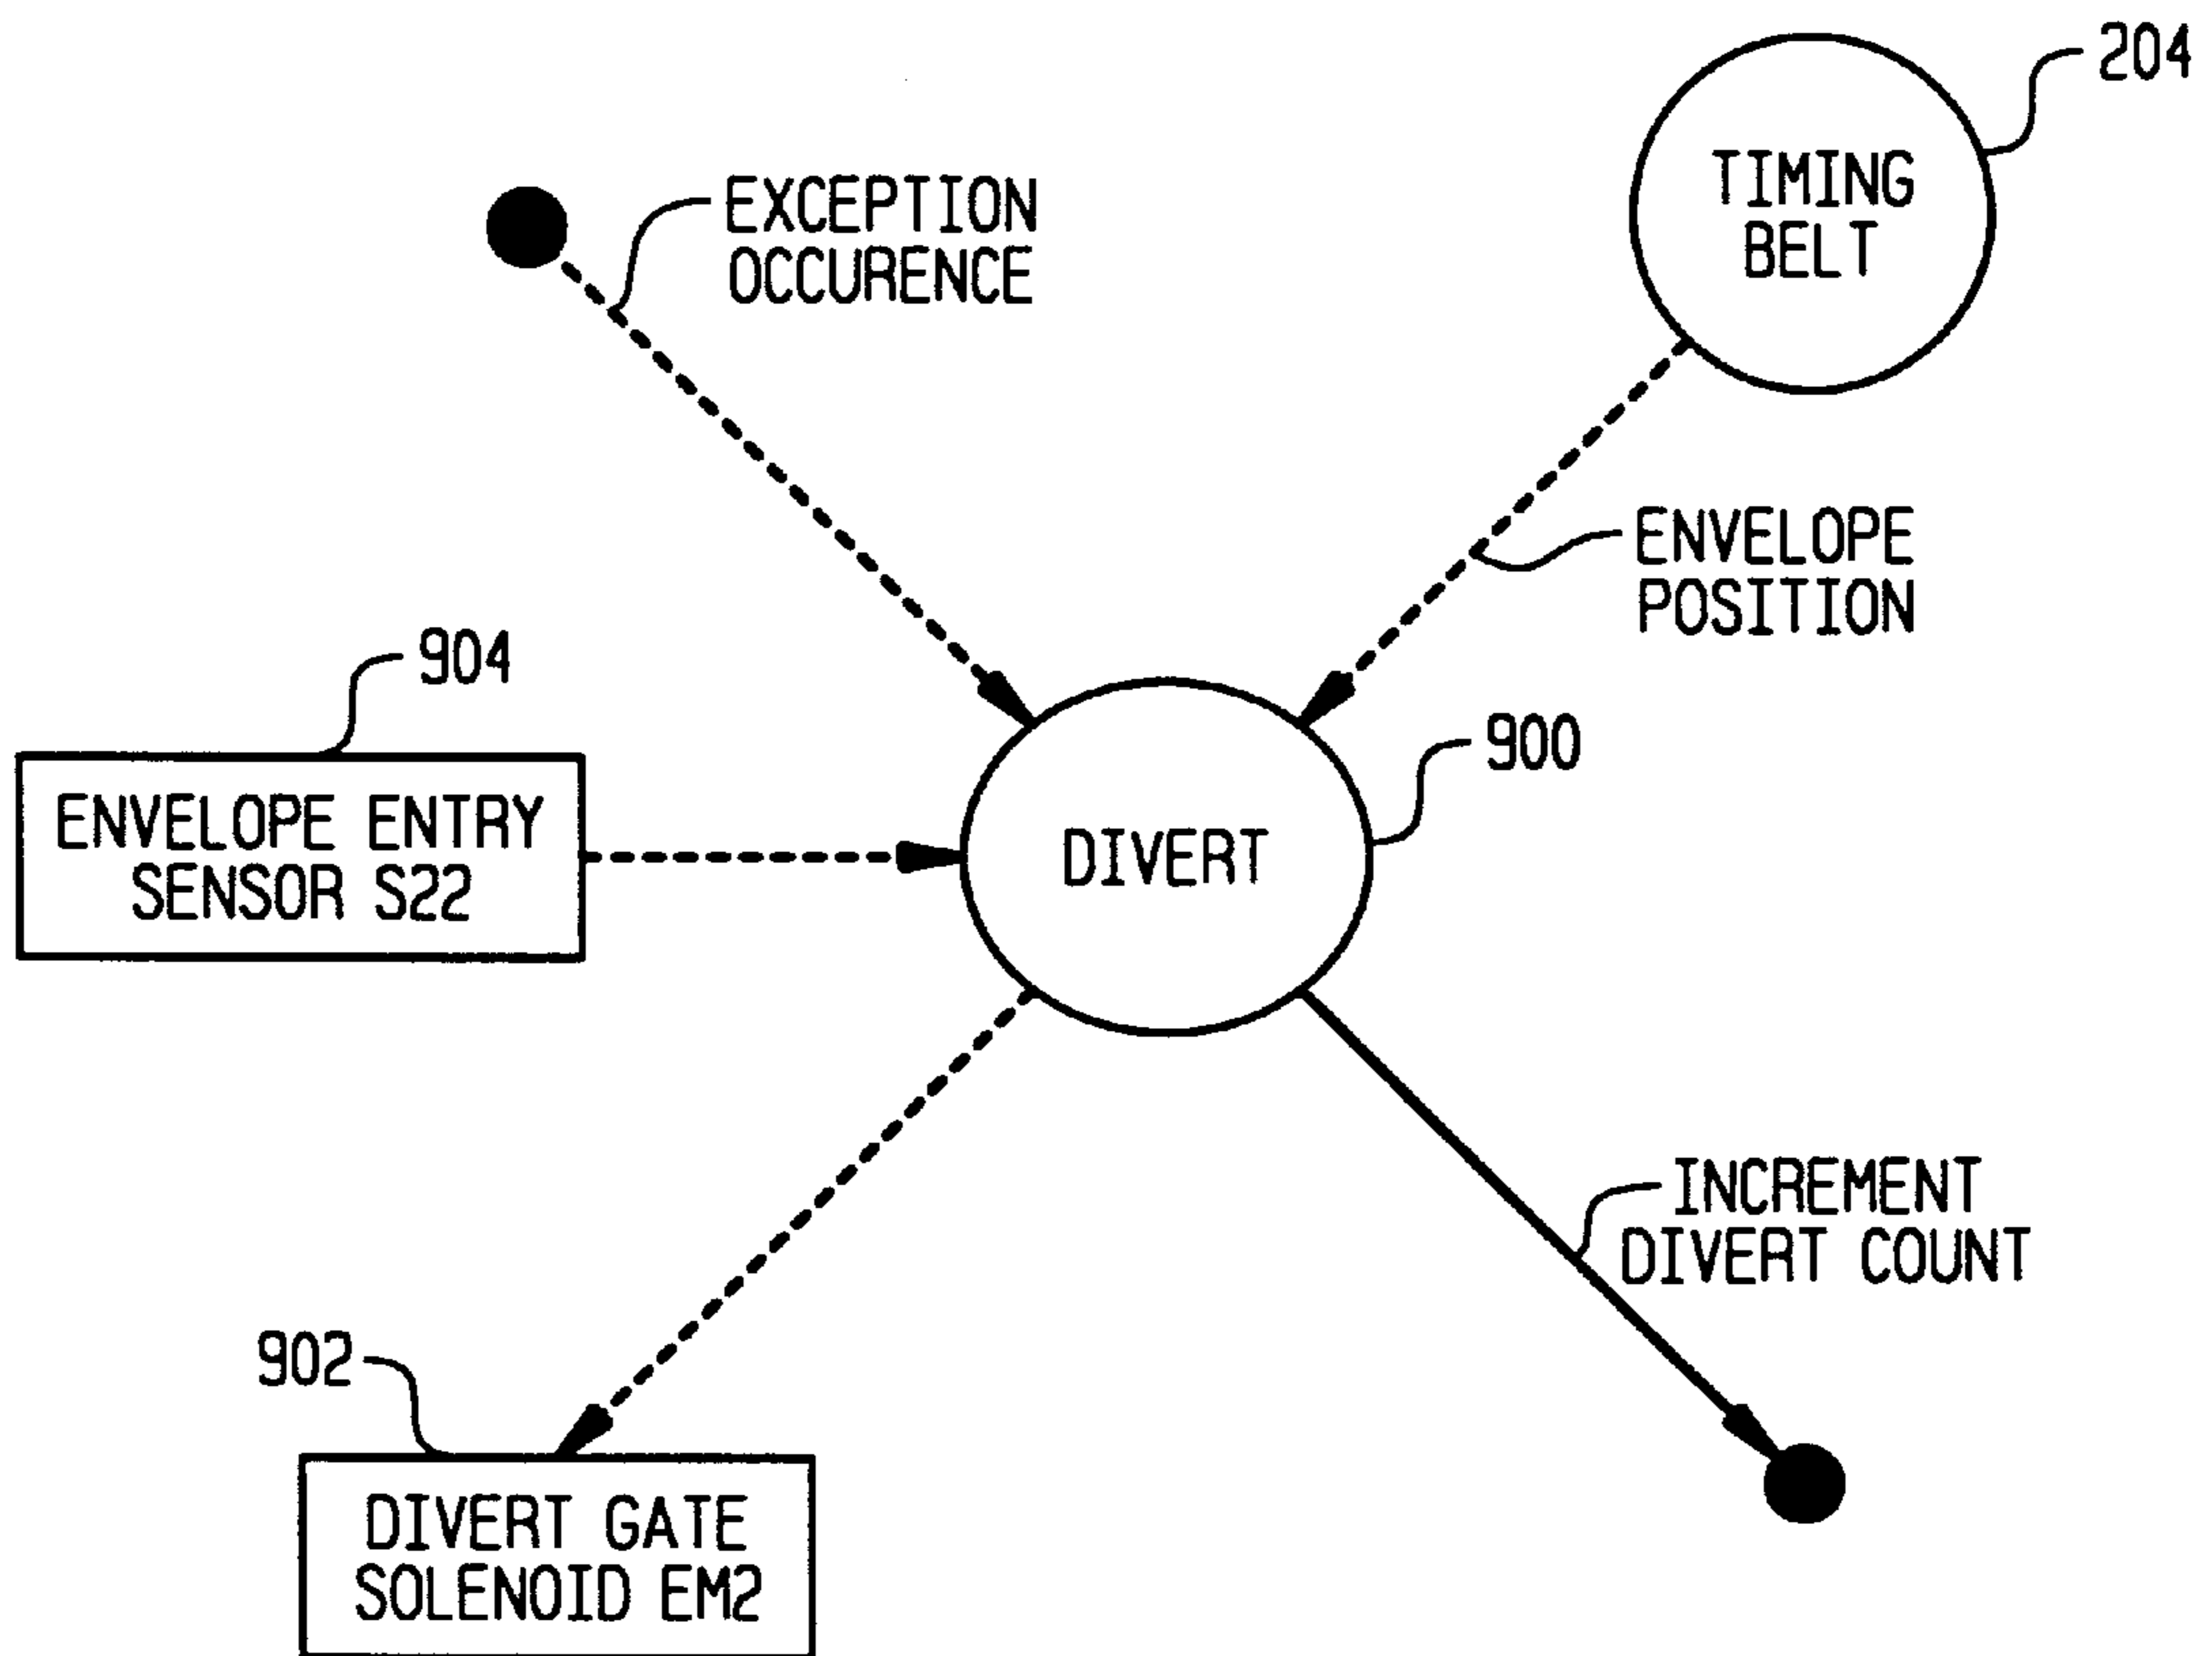 204
TIMING
BELT
EXCEPTION
OCCURENCE
ENVELOPE
POSITION
904
900
ENVELOPE ENTRY
SENSOR S22
DIVERT
INCREMENT
DIVERT COUNT
902
DIVERT GATE
SOLENOID EM2